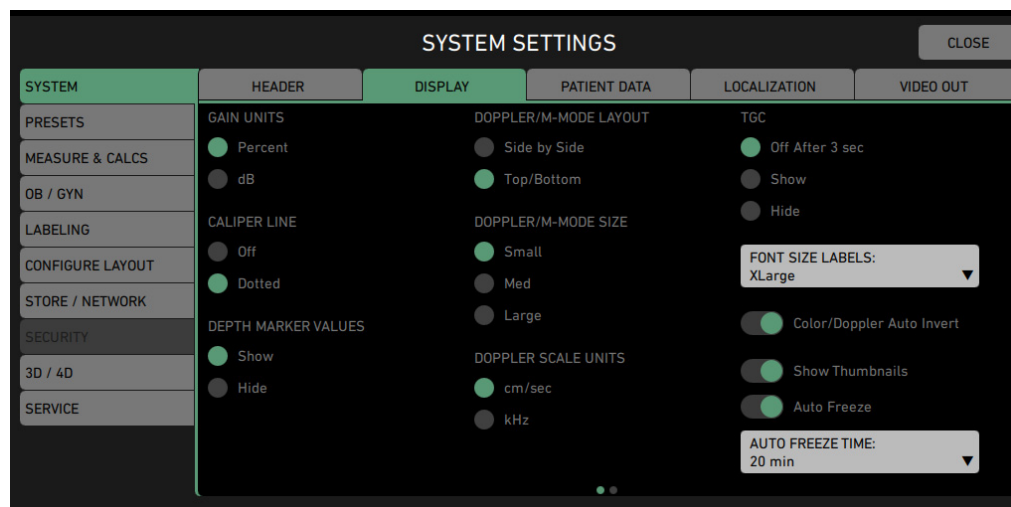 SYSTEM SETTINGS
CLOSE
SYSTEM
PRESETS
MEASURE & CALCS
OB / GYN
LABELING
CONFIGURE LAYOUT
STORE / NETWORK
SECURITY
3D / 4D
SERVICE
HEADER
DISPLAY
PATIENT DATA
LOCALIZATION
VIDEO OUT
GAIN UNITS
Percent
dB
CALIPER LINE
Off
Dotted
DEPTH MARKER VALUES
Show
Hide
DOPPLER/M-MODE LAYOUT
Side by Side
Top/Bottom
DOPPLER/M-MODE SIZE
Small
Med
Large
DOPPLER SCALE UNITS
cm/sec
kHz
TGC
Off After 3 sec
Show
Hide
FONT SIZE LABELS:
XLarge
Color/Doppler Auto Invert
Show Thumbnails
Auto Freeze
AUTO FREEZE TIME:
20 min